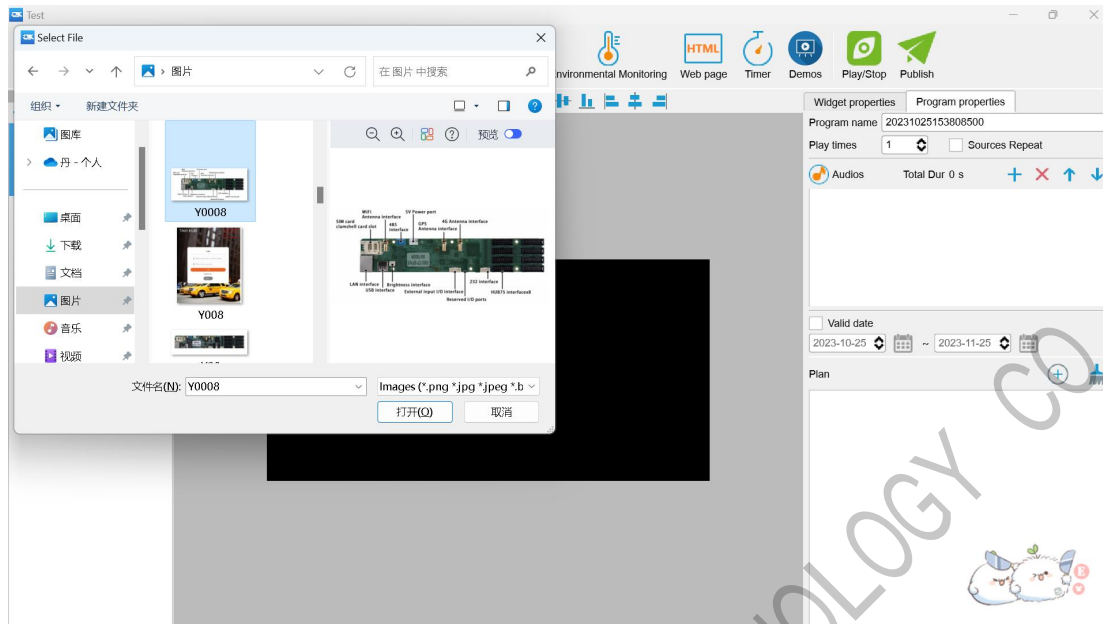 Test
Select File
图片
在 图片 中搜索
组织
新建文件夹
图库
丹 - 个人
桌面
下载
文档
图片
音乐
视频
Y0008
Y008
预览
WiFi
Antenna interface
5V Power port
SIM card
clamshell card slot
485
interface
GPS
Antenna interface
4G Antenna interface
LAN interface
USB interface
Brightness interface
External input I/O interface
232 interface
Reserved I/O ports
HUB75 interfacex8
文件名(N):
Y0008
Images (*.png *.jpg *.jpeg *.b
打开(O)
取消
nvironmental Monitoring
HTML
Web page
Timer
Demos
Play/Stop
Publish
Widget properties
Program properties
Program name
20231025153808500
Play times
1
Sources Repeat
Audios
Total Dur 0 s
Valid date
2023-10-25
~
2023-11-25
Plan
NOLOGY CO
E